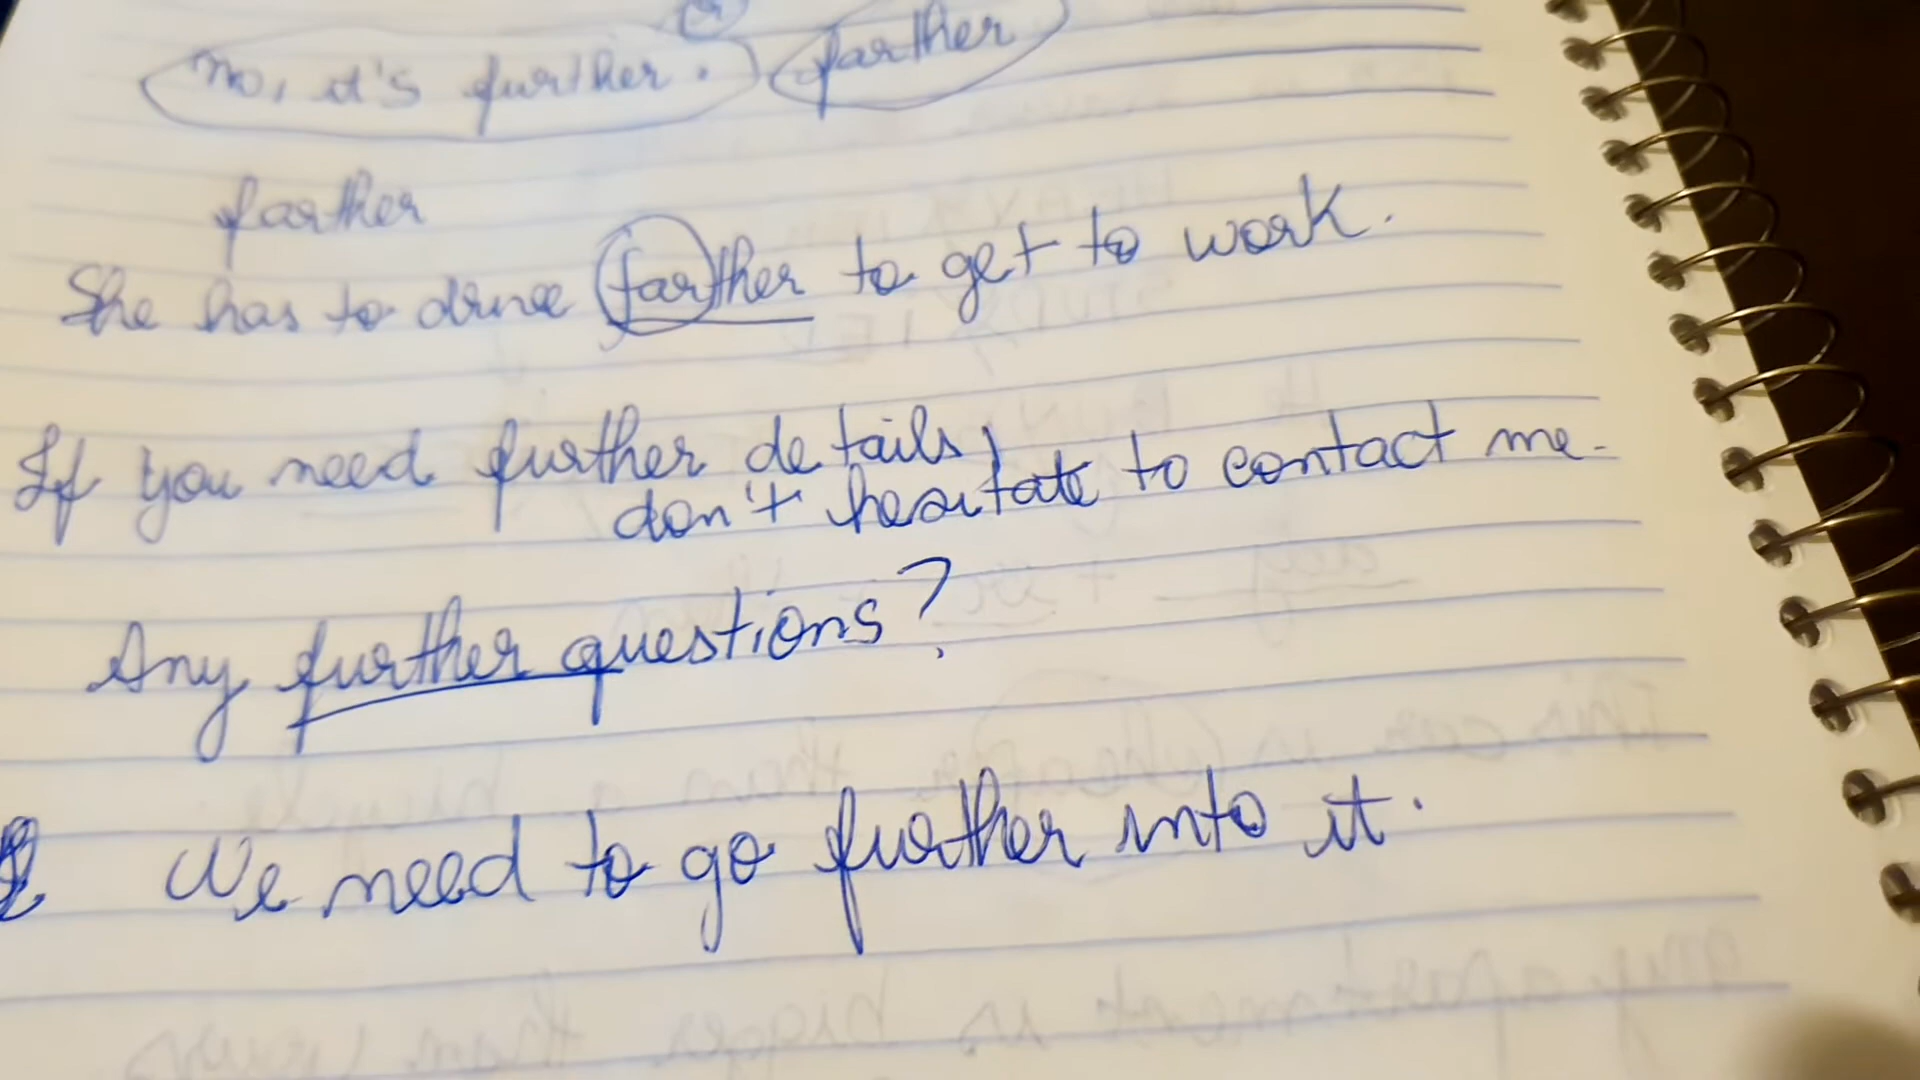 no, it's further. farther
farther
She has to drive farther to get to work.
If you need further details,
don't hesitate to contact me.
Any further questions?
We need to go further into it.